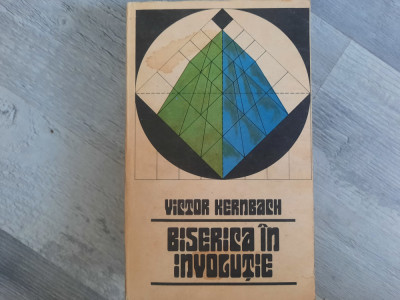 VICTOR KERNBACH
BISERICA ÎN
INVOLUȚIE